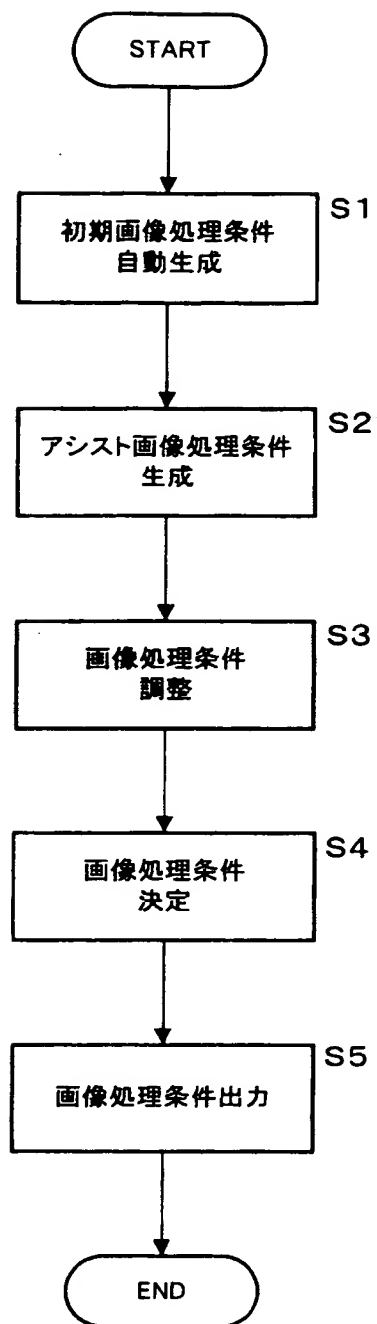 START
S1
初期画像処理条件
自動生成
S2
アシスト画像処理条件
生成
S3
画像処理条件
調整
S4
画像処理条件
決定
S5
画像処理条件出力
END